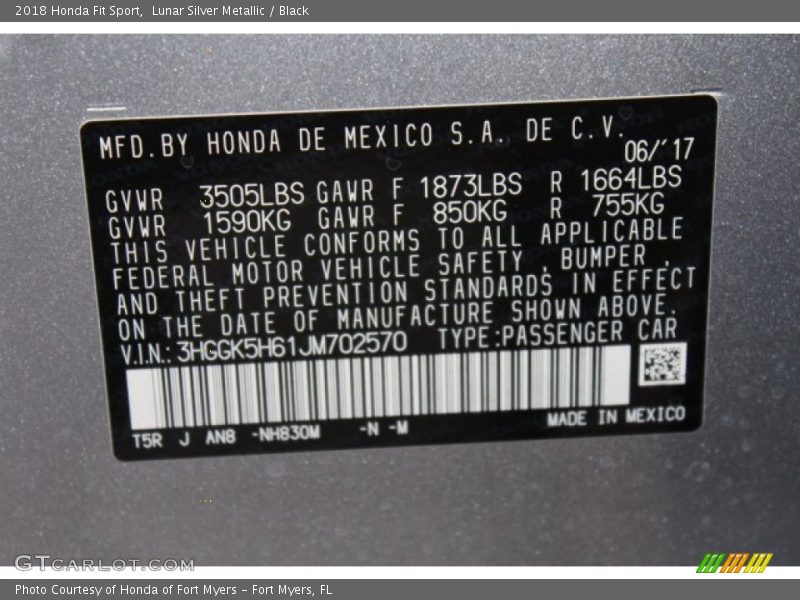 2018 Honda Fit Sport,  Lunar Silver Metallic / Black
MFD.BY HONDA DE MEXICO S.A. DE C.V.
06/'17
GVWR 3505LBS GAWR F 1873LBS R 1664LBS
GVWR 1590KG GAWR F 850KG R 755KG
THIS VEHICLE CONFORMS TO ALL APPLICABLE
FEDERAL MOTOR VEHICLE SAFETY ,BUMPER ,
AND THEFT PREVENTION STANDARDS IN EFFECT
ON THE DATE OF MANUFACTURE SHOWN ABOVE.
V.I.N.:3HGGK5H61JM702570 TYPE:PASSENGER CAR
T5R J AN8 -NH830M -N -M MADE IN MEXICO
GTCARLOT.COM
Photo Courtesy of Honda of Fort Myers – Fort Myers, FL